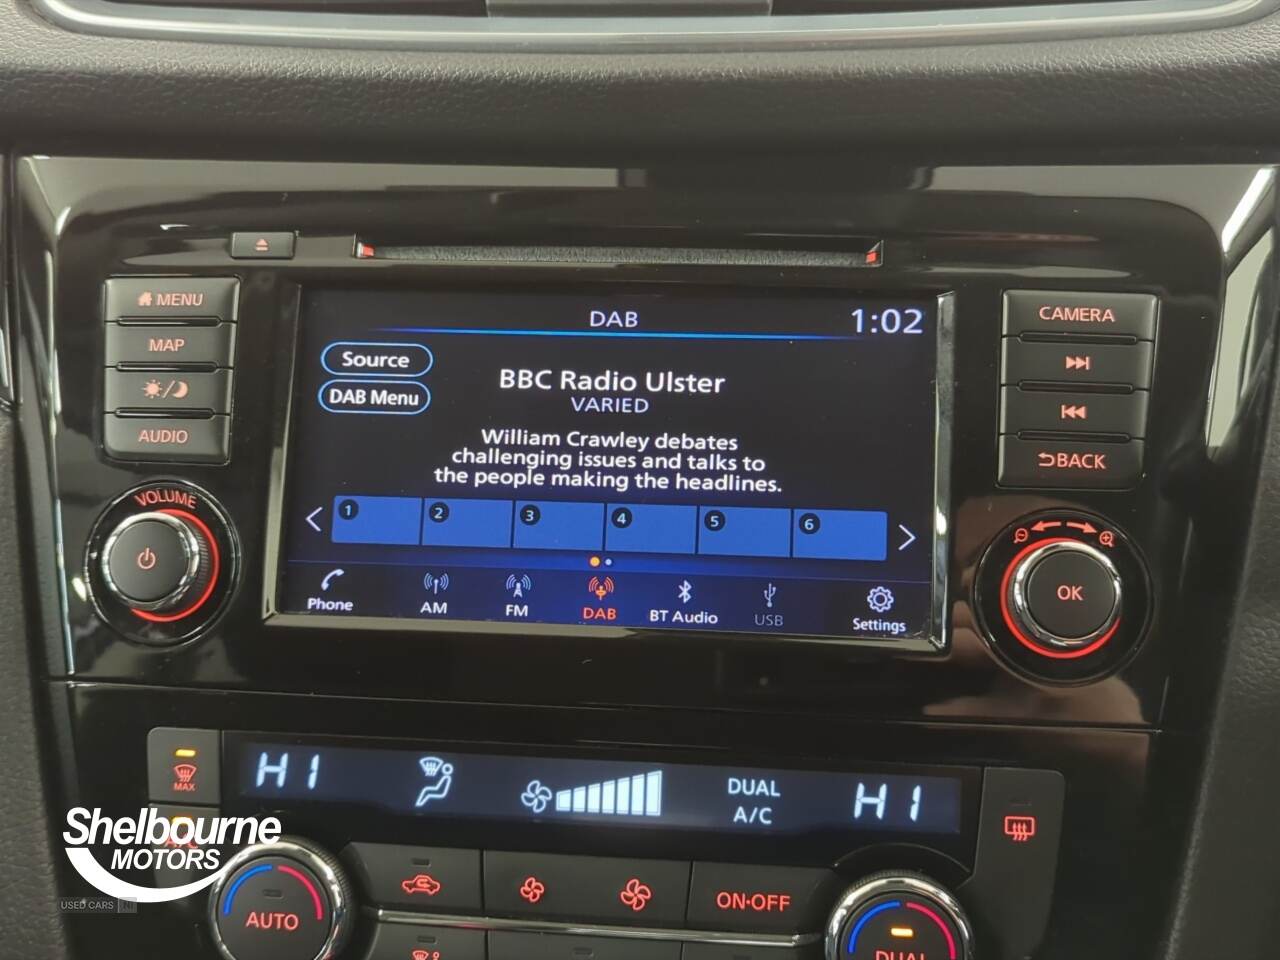 DAB
1:02
MENU
MAP
AUDIO
VOLUME
Source
DAB Menu
BBC Radio Ulster
VARIED
William Crawley debates
challenging issues and talks to
the people making the headlines.
1 2 3 4 5 6
Phone
AM
FM
DAB
BT Audio
USB
Settings
CAMERA
BACK
OK
MAX
HI
DUAL
A/C
HI
Shelbourne
MOTORS
USED CARS NI
AUTO
ON·OFF
DUAL